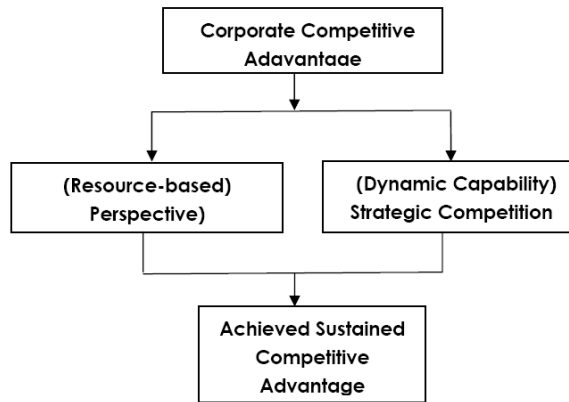 Corporate Competitive
Adavantaae
(Resource-based)
Perspective)
(Dynamic Capability)
Strategic Competition
Achieved Sustained
Competitive
Advantage